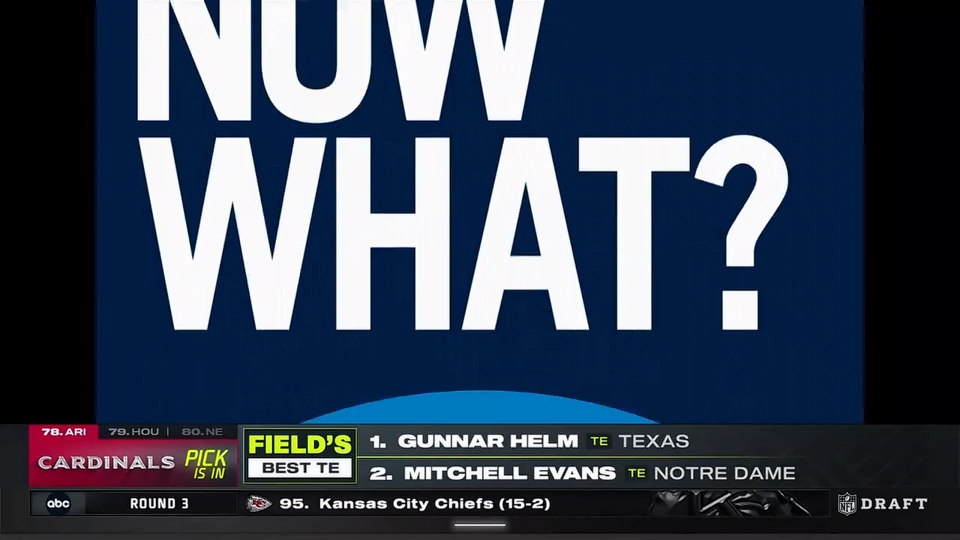 NOW
WHAT?
78. ARI 79. HOU | 80. NE
CARDINALS PICK IS IN
FIELD'S
BEST TE
1. GUNNAR HELM TE TEXAS
2. MITCHELL EVANS TE NOTRE DAME
abc ROUND 3 95. Kansas City Chiefs (15-2) NFL DRAFT